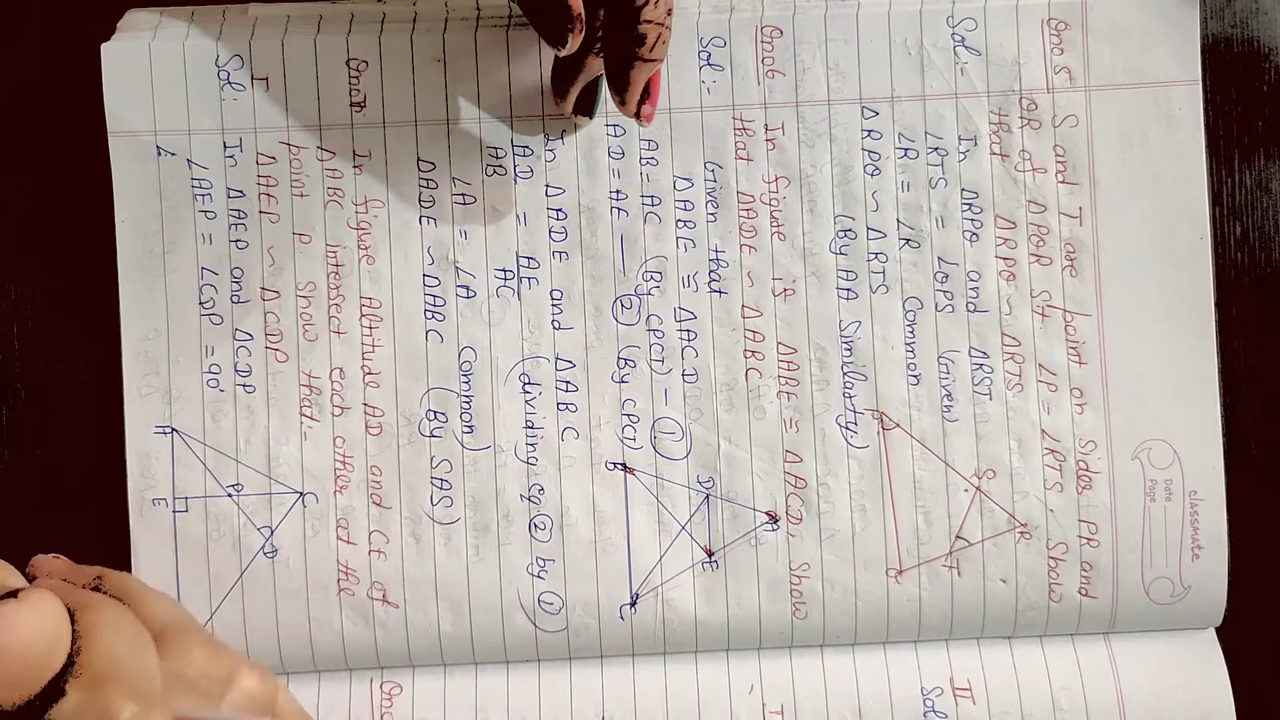 classmate
Date
Page
Qno5 S and T are point on Sides PR and
QR of ΔPQR S.t. ∠P = ∠RTS. Show
that ΔRPQ ~ ΔRTS.
Sol:- In ΔRPQ and ΔRST
∠RTS = ∠QPS (Given)
∠R = ∠R Common
ΔRPQ ~ ΔRTS
(By AA Similarty.)
R
S
T
P
Q
Qno6 In figure if ΔABE ≅ ΔACD, Show
that ΔADE ~ ΔABC
Sol:- Given that
ΔABE ≅ ΔACD
AB = AC (By CPCT) — ①
AD = AE — ② (By CPCT)
A
D
E
B
C
In ΔADE and ΔABC
AD = AE (dividing eq. ② by ①)
AB AC
∠A = ∠A Common)
ΔADE ~ ΔABC (By SAS)
In figure. Altitude AD and CE of
ΔABC intersect each other at the
point P. Show that:-
I ΔAEP ~ ΔCDP
Sol: In ΔAEP and ΔCDP
∠AEP = ∠CDP = 90°
C
D
P
A
E
II
Sol
I